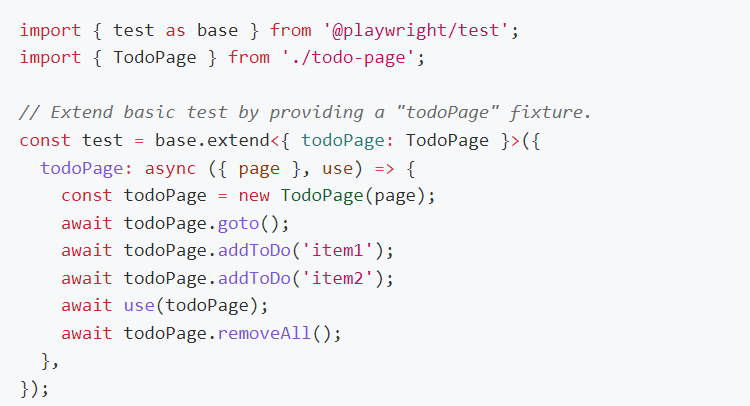 import { test as base } from '@playwright/test';
import { TodoPage } from './todo-page';

// Extend basic test by providing a "todoPage" fixture.
const test = base.extend<{ todoPage: TodoPage }>({
  todoPage: async ({ page }, use) => {
    const todoPage = new TodoPage(page);
    await todoPage.goto();
    await todoPage.addToDo('item1');
    await todoPage.addToDo('item2');
    await use(todoPage);
    await todoPage.removeAll();
  },
});